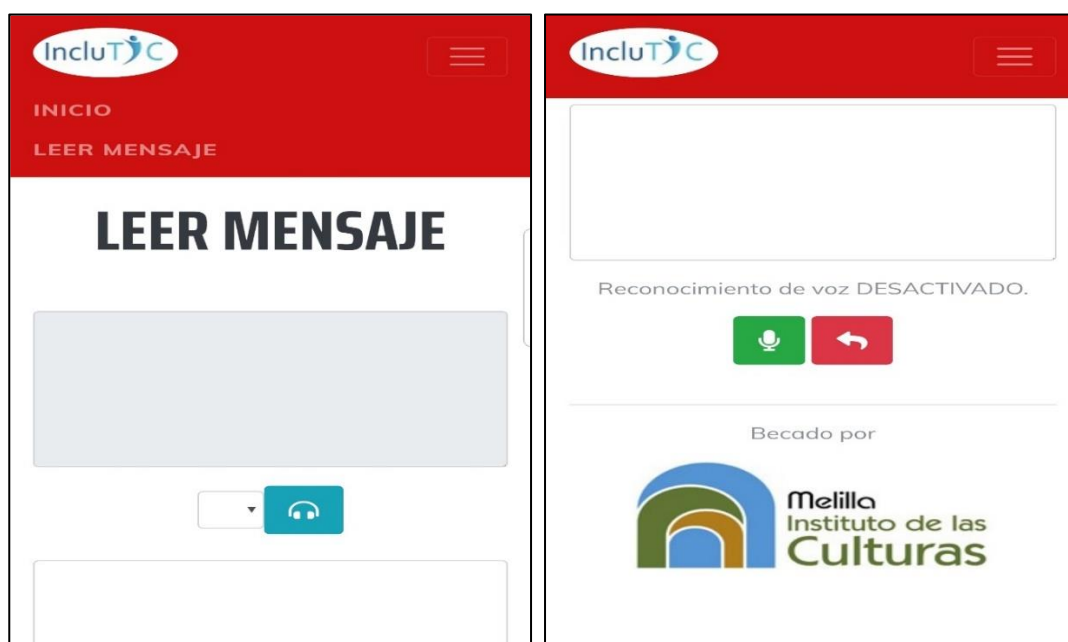 IncluTIC
INICIO
LEER MENSAJE
LEER MENSAJE
IncluTIC
Reconocimiento de voz DESACTIVADO.
Becado por
Melilla
Instituto de las
Culturas